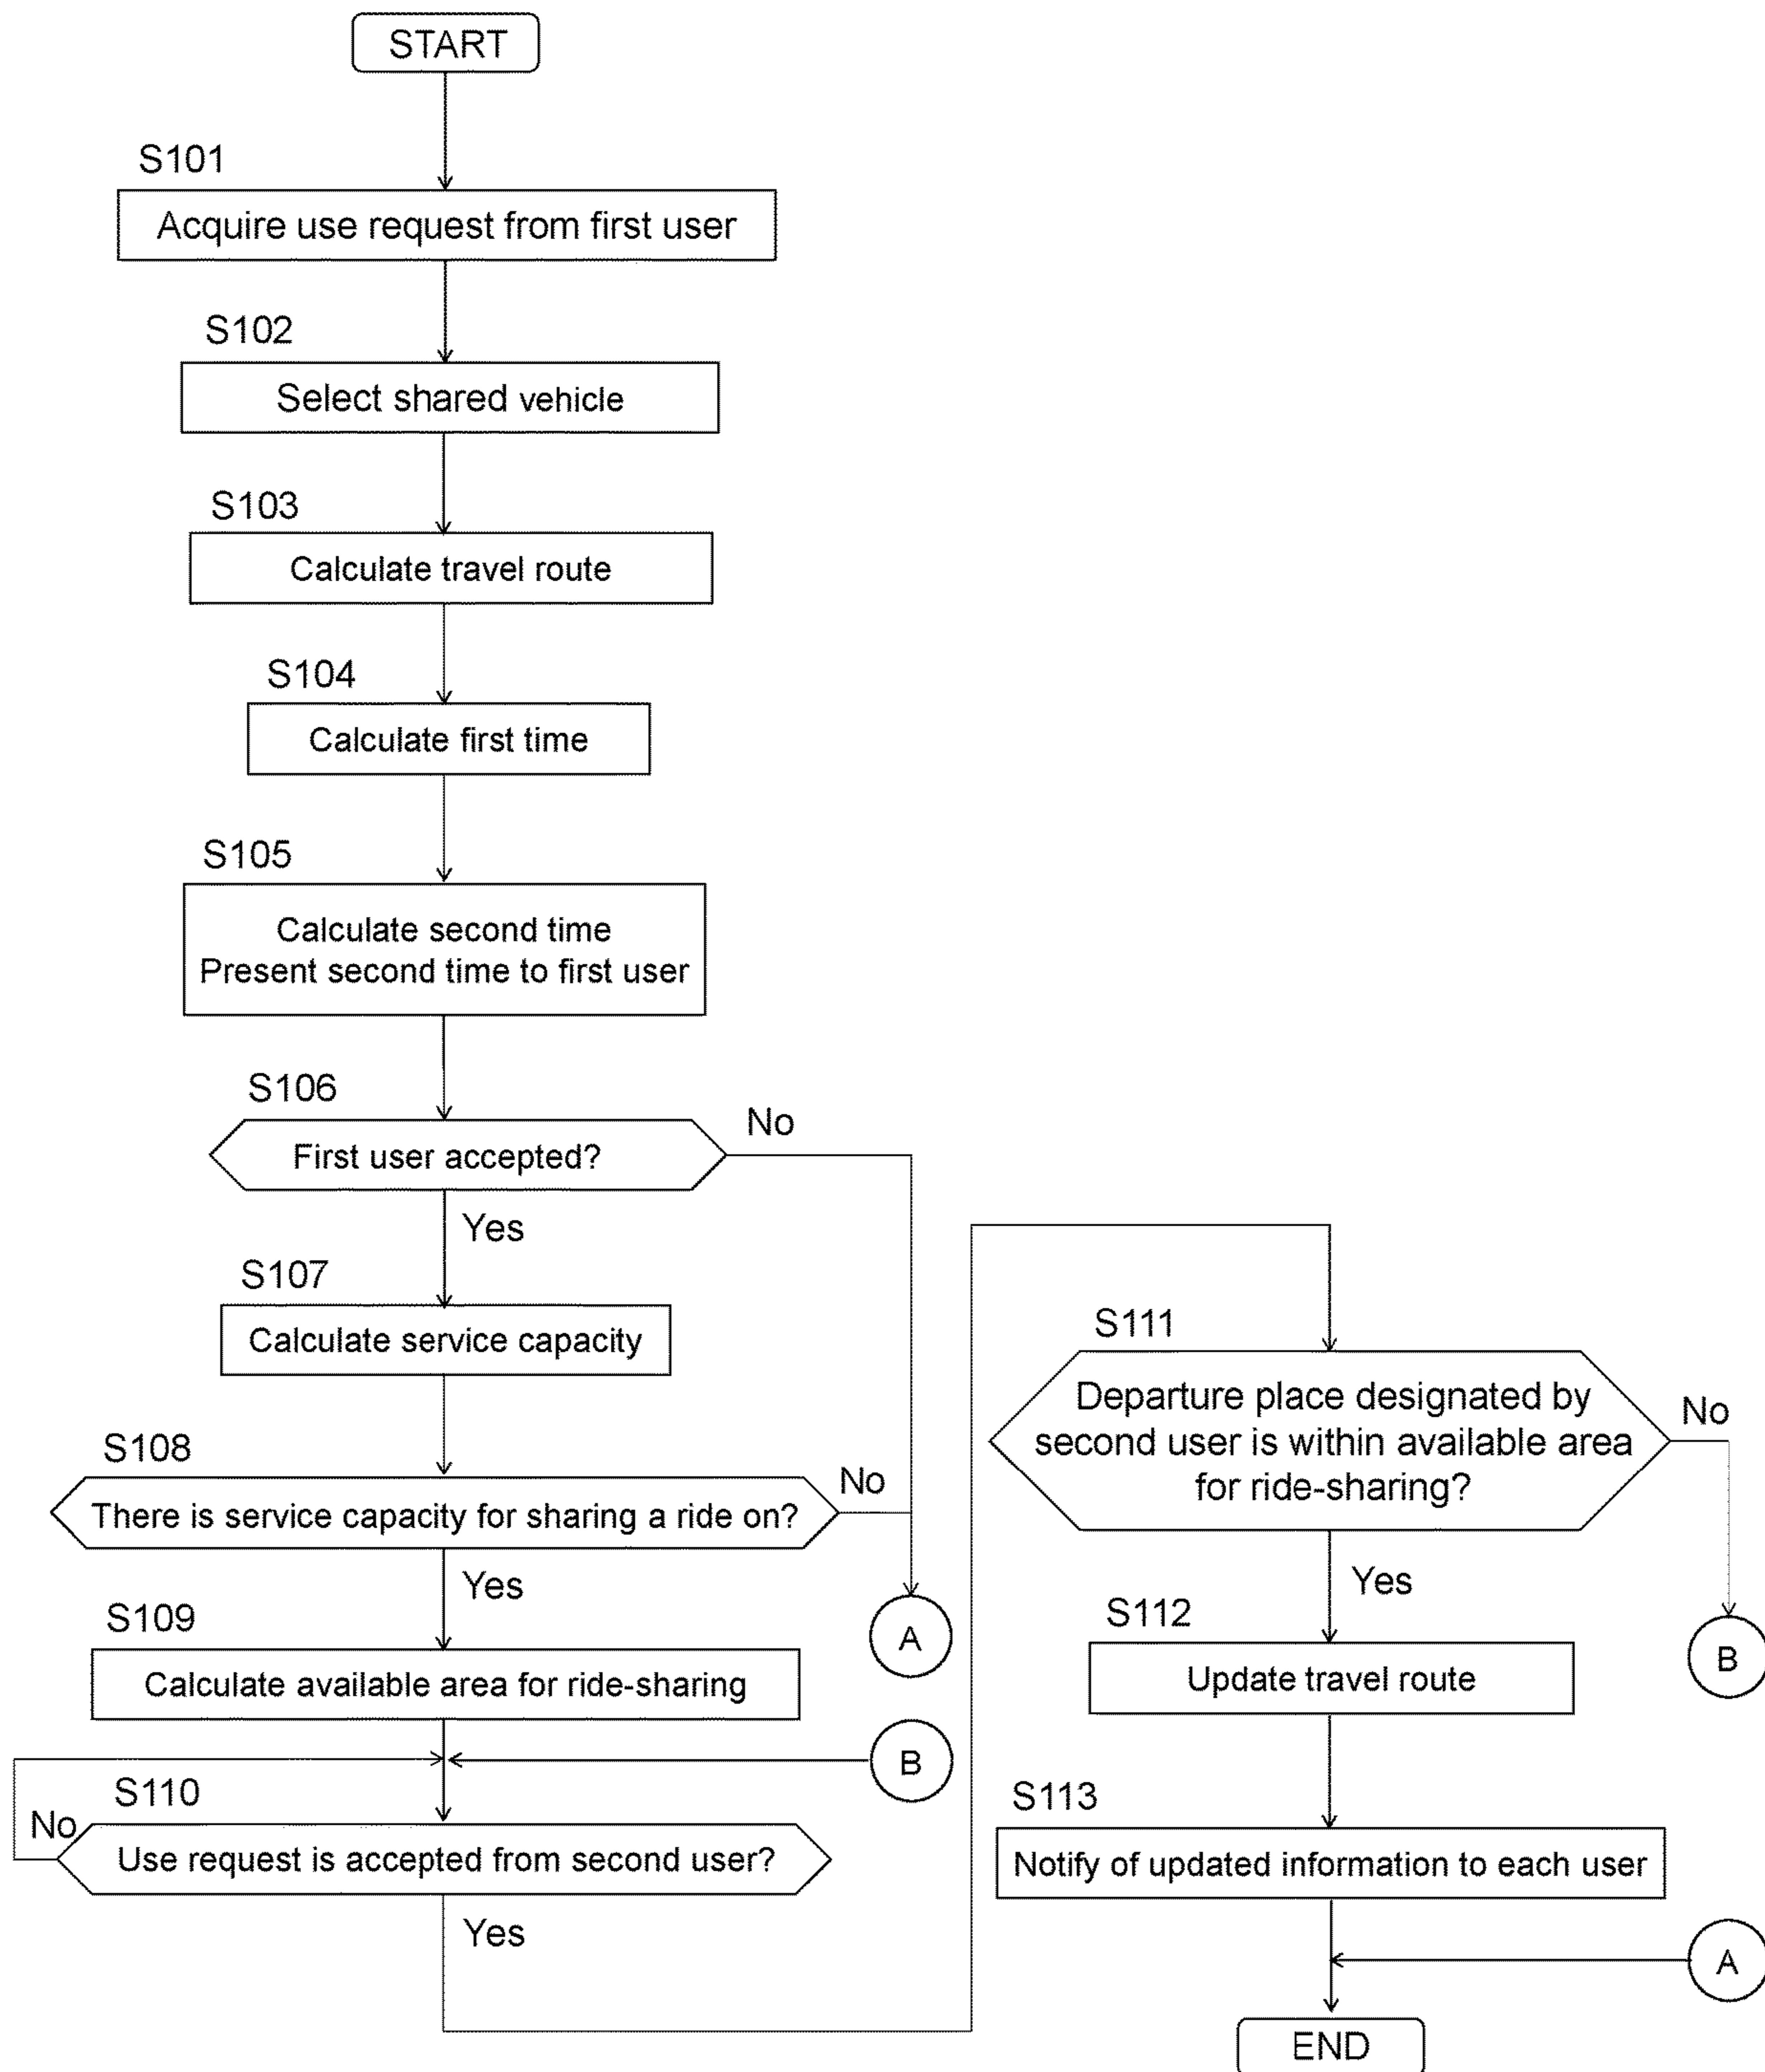 START
S101
Acquire use request from first user
S102
Select shared vehicle
S103
Calculate travel route
S104
Calculate first time
S105
Calculate second time
Present second time to first user
S106
First user accepted?
No
Yes
S107
Calculate service capacity
S108
There is service capacity for sharing a ride on?
No
Yes
A
S109
Calculate available area for ride-sharing
B
S110
No
Use request is accepted from second user?
Yes
S111
Departure place designated by
second user is within available area
for ride-sharing?
No
Yes
B
S112
Update travel route
S113
Notify of updated information to each user
A
END